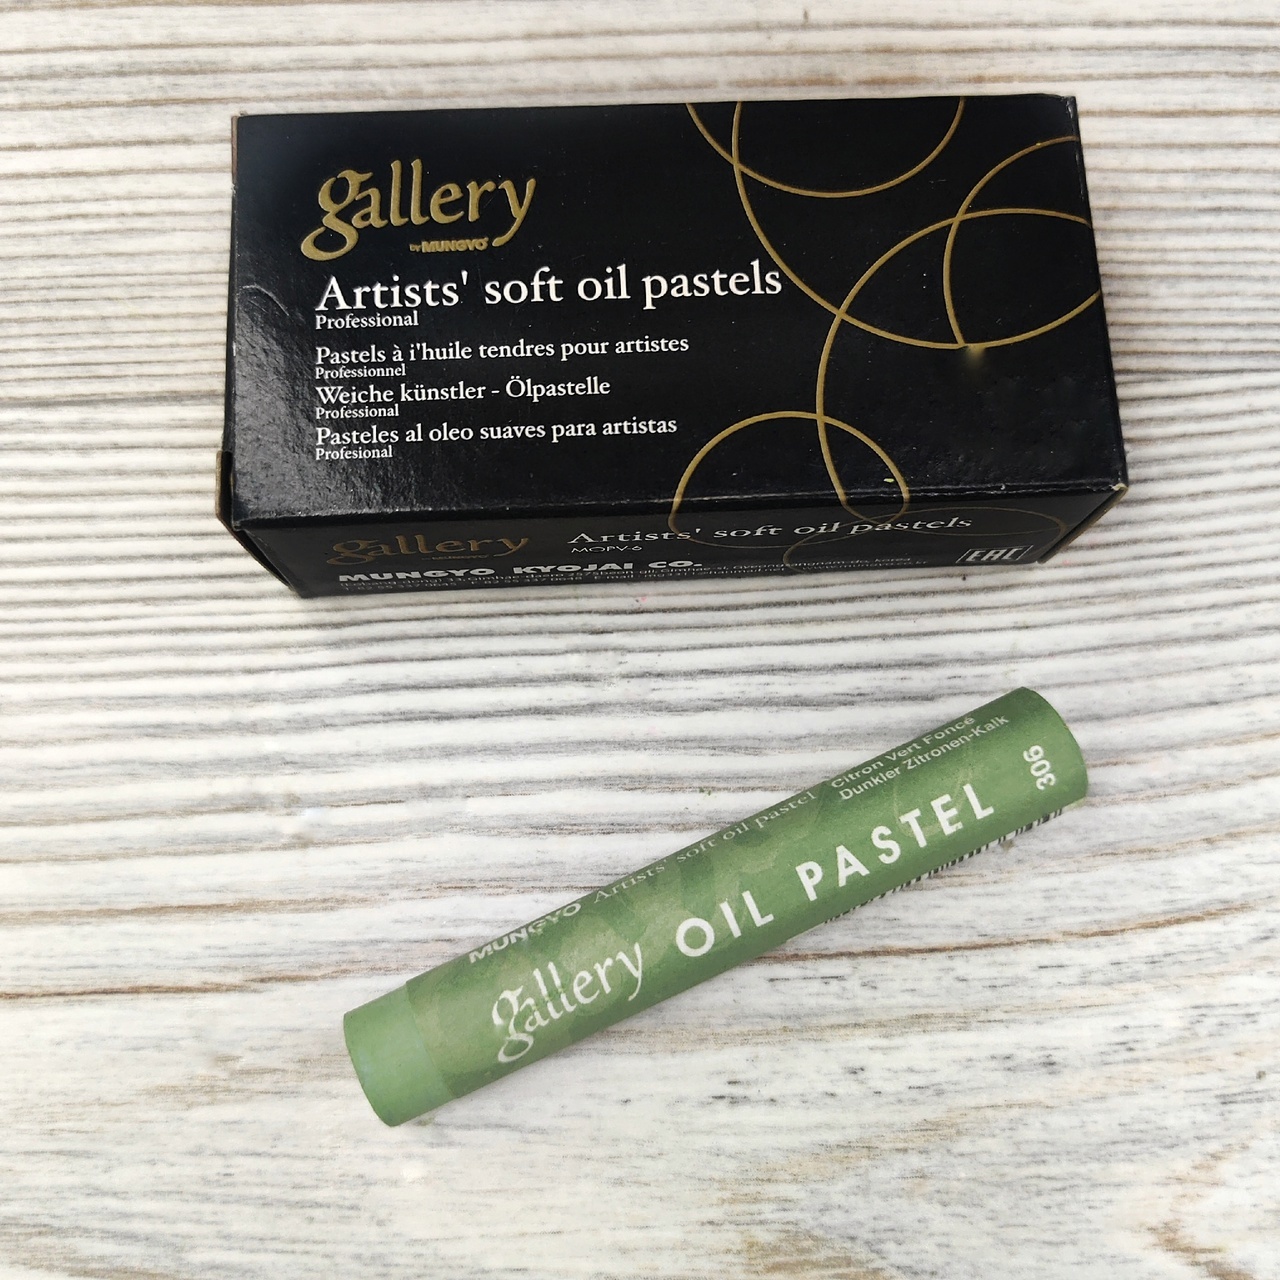 gallery
by MUNGYO
Artists' soft oil pastels
Professional
Pastels à i'huile tendres pour artistes
Professionnel
Weiche künstler - Ölpastelle
Professional
Pasteles al oleo suaves para artistas
Profesional
gallery
Artists' soft oil pastels
MOPV-6
MUNGYO KYOJAI CO.
EAC
MUNGYO Artists' soft oil pastel
Citron Vert Foncé
Dunkler Zitronen-Kalk
gallery OIL PASTEL
306